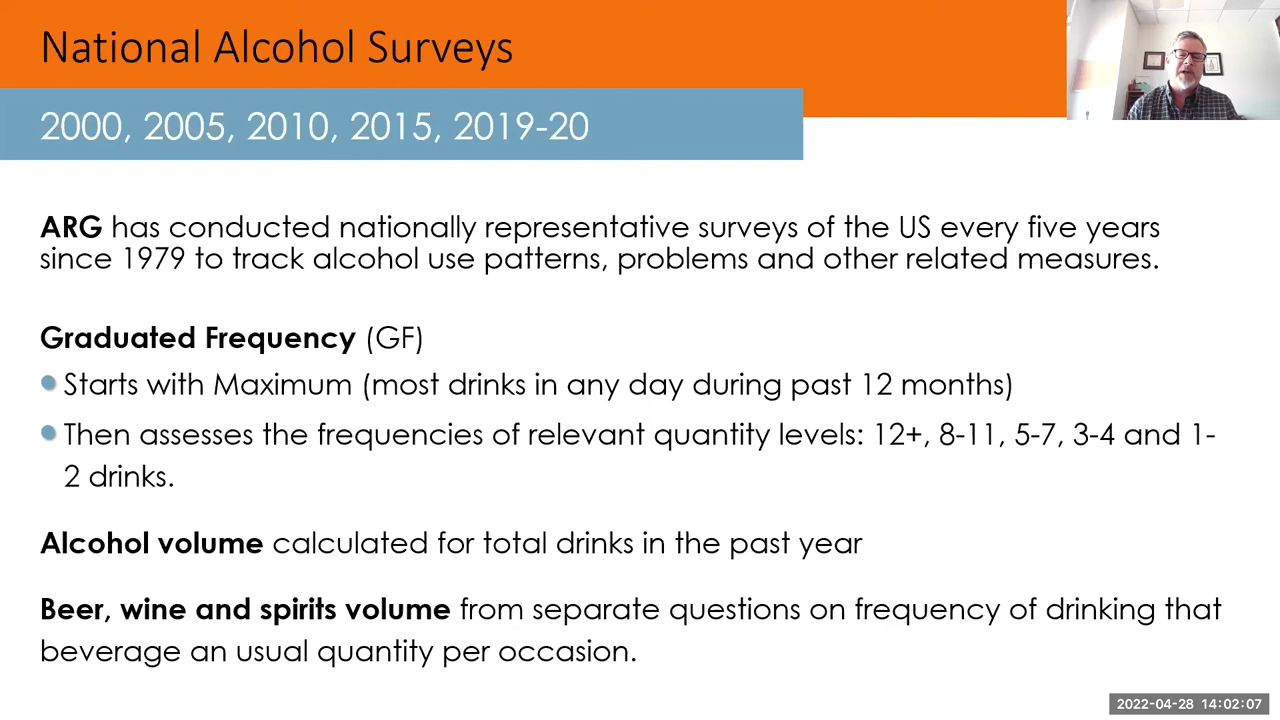 National Alcohol Surveys
2000, 2005, 2010, 2015, 2019-20
ARG has conducted nationally representative surveys of the US every five years
since 1979 to track alcohol use patterns, problems and other related measures.
Graduated Frequency (GF)
Starts with Maximum (most drinks in any day during past 12 months)
Then assesses the frequencies of relevant quantity levels: 12+, 8-11, 5-7, 3-4 and 1-
2 drinks.
Alcohol volume calculated for total drinks in the past year
Beer, wine and spirits volume from separate questions on frequency of drinking that
beverage an usual quantity per occasion.
2022-04-28 14:02:07